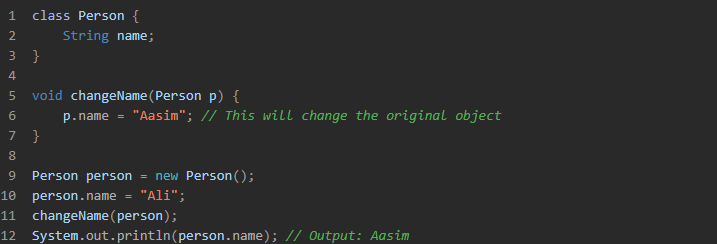 1 class Person {
2     String name;
3 }
4
5 void changeName(Person p) {
6     p.name = "Aasim"; // This will change the original object
7 }
8
9 Person person = new Person();
10 person.name = "Ali";
11 changeName(person);
12 System.out.println(person.name); // Output: Aasim